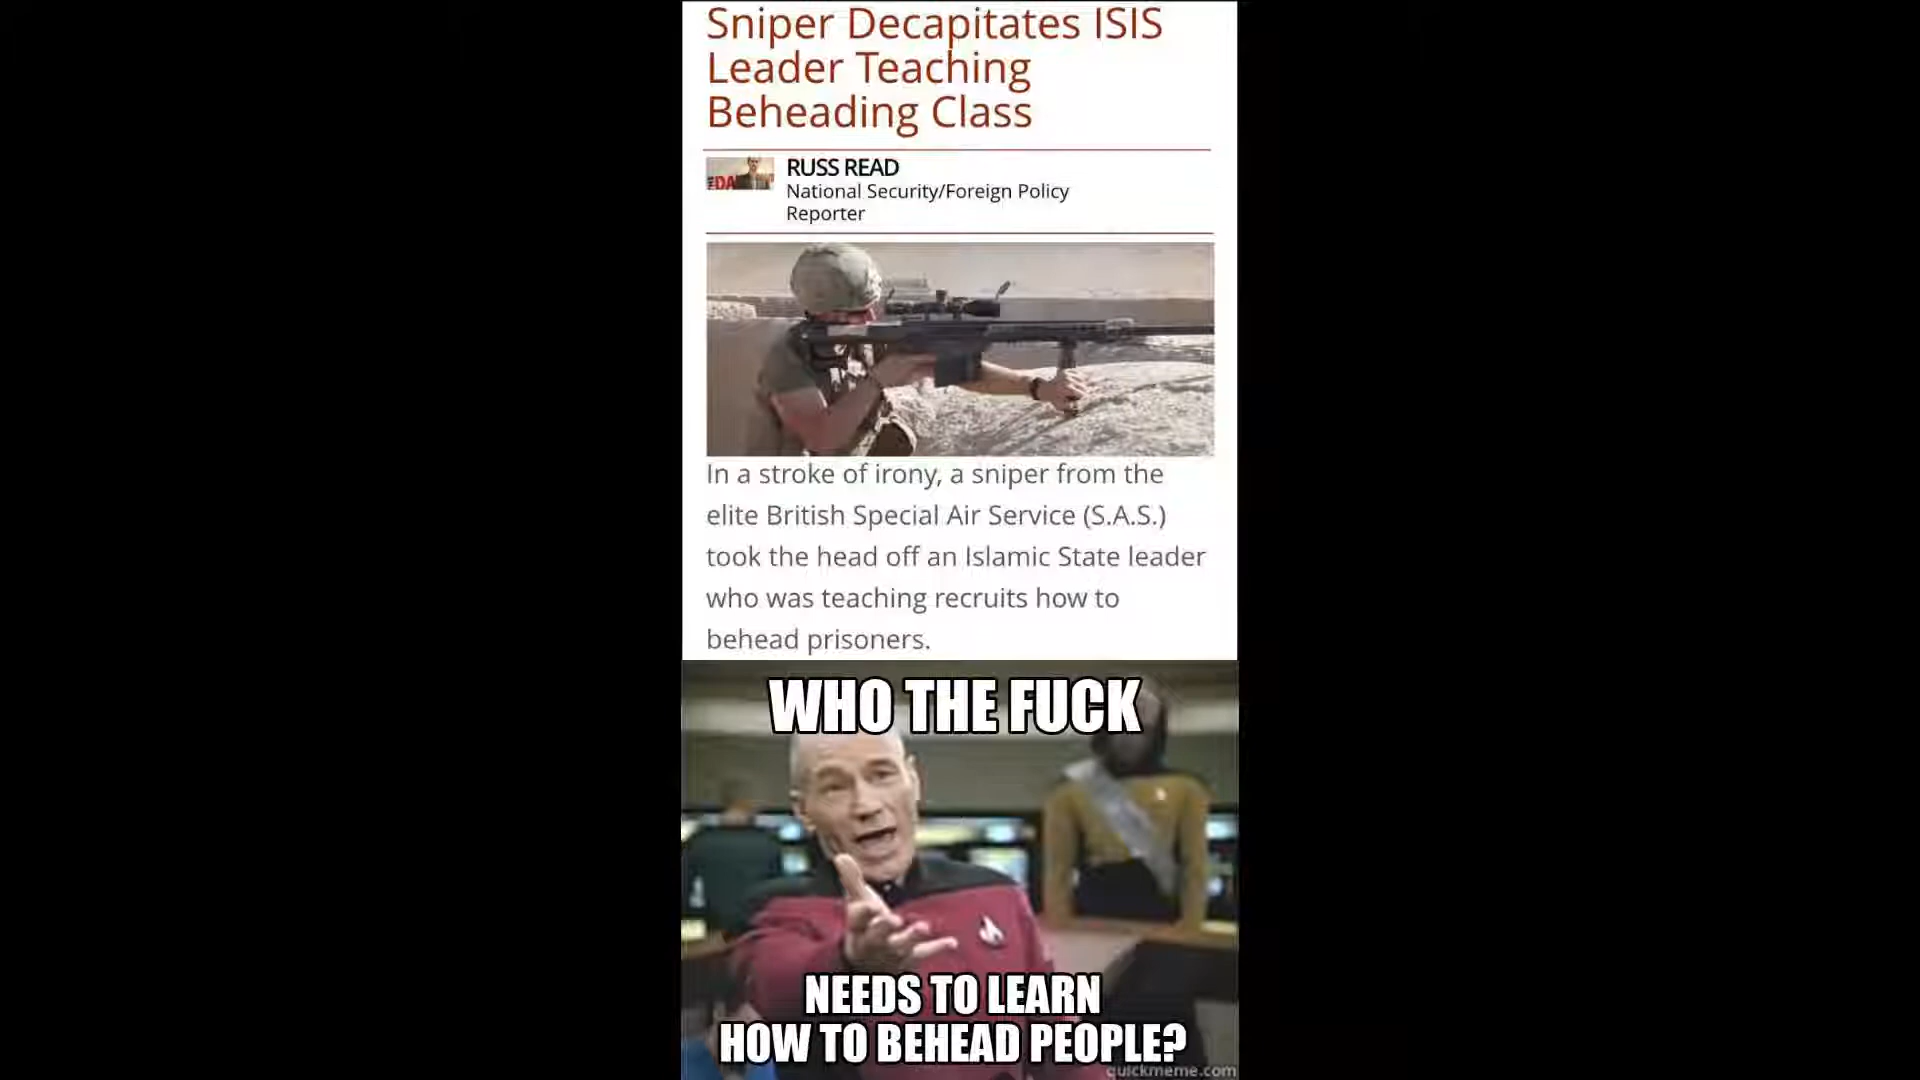 Sniper Decapitates ISIS
Leader Teaching
Beheading Class
RUSS READ
National Security/Foreign Policy
Reporter
In a stroke of irony, a sniper from the
elite British Special Air Service (S.A.S.)
took the head off an Islamic State leader
who was teaching recruits how to
behead prisoners.
WHO THE FUCK
NEEDS TO LEARN
HOW TO BEHEAD PEOPLE?
quickmeme.com